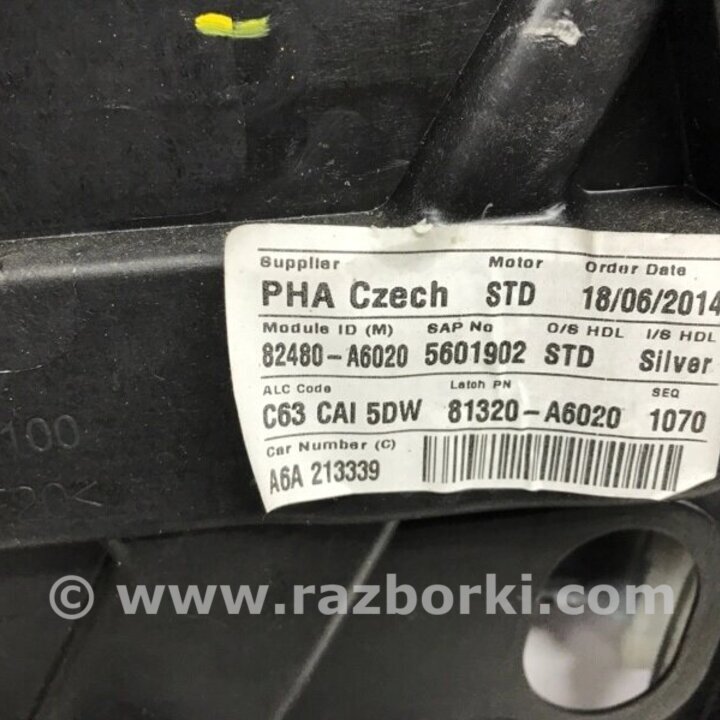 Supplier Motor Order Date
PHA Czech STD 18/06/2014
Module ID (M) SAP No O/S HDL I/S HDL
82480-A6020 5601902 STD Silver
ALC Code Latch PN SEQ
C63 CAI 5DW 81320-A6020 1070
Car Number (C)
A6A 213339
100
20<
© www.razborki.com